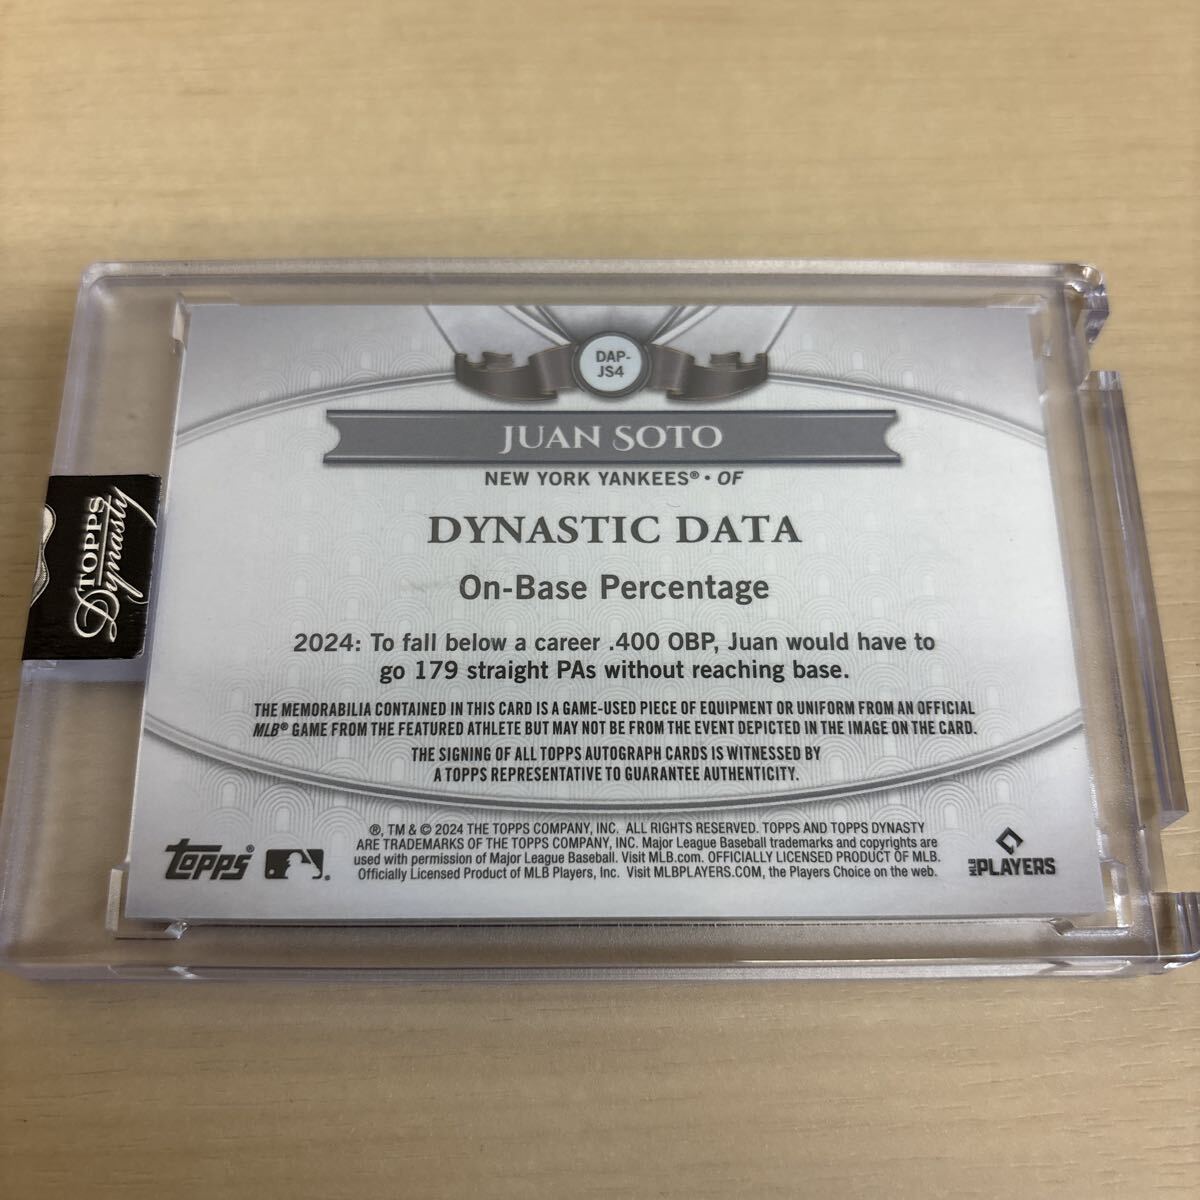 DAP-
JS4
JUAN SOTO
NEW YORK YANKEES® • OF
DYNASTIC DATA
On-Base Percentage
2024: To fall below a career .400 OBP, Juan would have to
go 179 straight PAs without reaching base.
THE MEMORABILIA CONTAINED IN THIS CARD IS A GAME-USED PIECE OF EQUIPMENT OR UNIFORM FROM AN OFFICIAL
MLB® GAME FROM THE FEATURED ATHLETE BUT MAY NOT BE FROM THE EVENT DEPICTED IN THE IMAGE ON THE CARD.
THE SIGNING OF ALL TOPPS AUTOGRAPH CARDS IS WITNESSED BY
A TOPPS REPRESENTATIVE TO GUARANTEE AUTHENTICITY.
®, TM & © 2024 THE TOPPS COMPANY, INC. ALL RIGHTS RESERVED. TOPPS AND TOPPS DYNASTY
ARE TRADEMARKS OF THE TOPPS COMPANY, INC. Major League Baseball trademarks and copyrights are
used with permission of Major League Baseball. Visit MLB.com. OFFICIALLY LICENSED PRODUCT OF MLB.
Officially Licensed Product of MLB Players, Inc. Visit MLBPLAYERS.COM, the Players Choice on the web.
Topps®
MLB PLAYERS
TOPPS
Dynasty